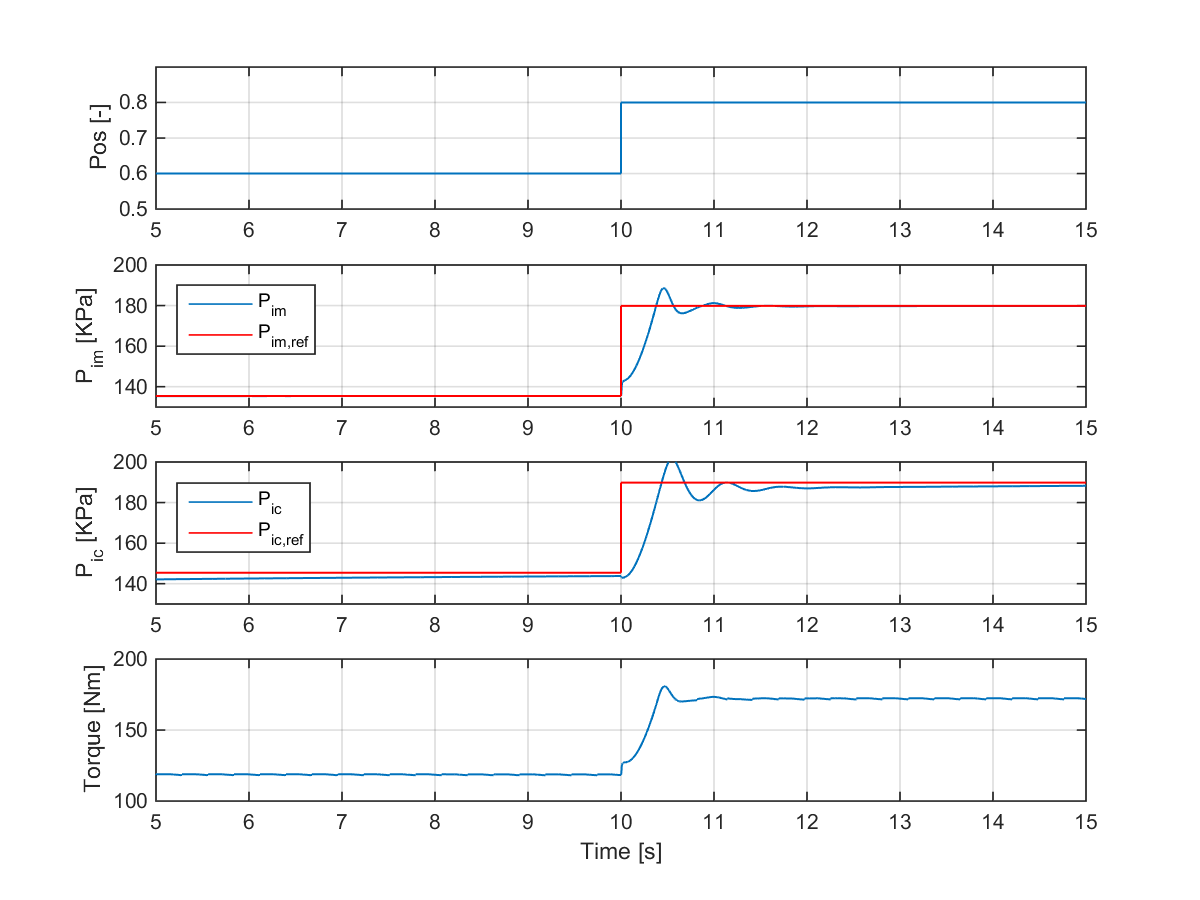 Pos [-]
0.8
0.7
0.6
0.5
5 6 7 8 9 10 11 12 13 14 15
P_im [KPa]
200
180
160
140
P_im
P_im,ref
5 6 7 8 9 10 11 12 13 14 15
P_ic [KPa]
200
180
160
140
P_ic
P_ic,ref
5 6 7 8 9 10 11 12 13 14 15
Torque [Nm]
200
150
100
5 6 7 8 9 10 11 12 13 14 15
Time [s]